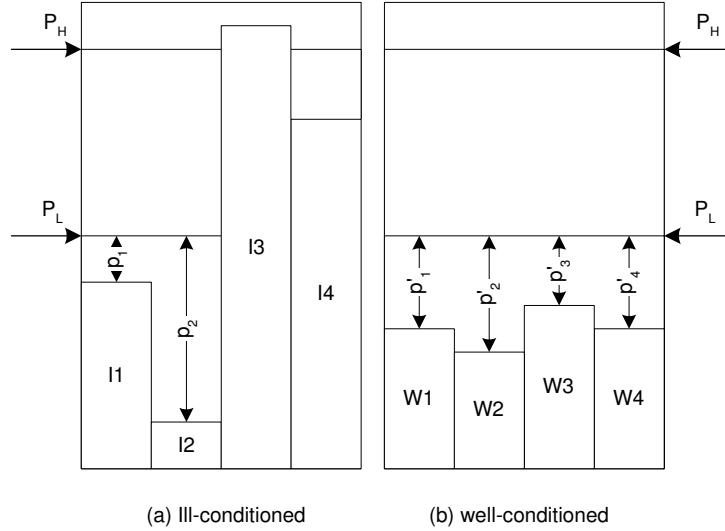 P_H
P_H
P_L
P_L
p_1
p_2
I1
I2
I3
I4
p'_1
p'_2
p'_3
p'_4
W1
W2
W3
W4
(a) Ill-conditioned
(b) well-conditioned